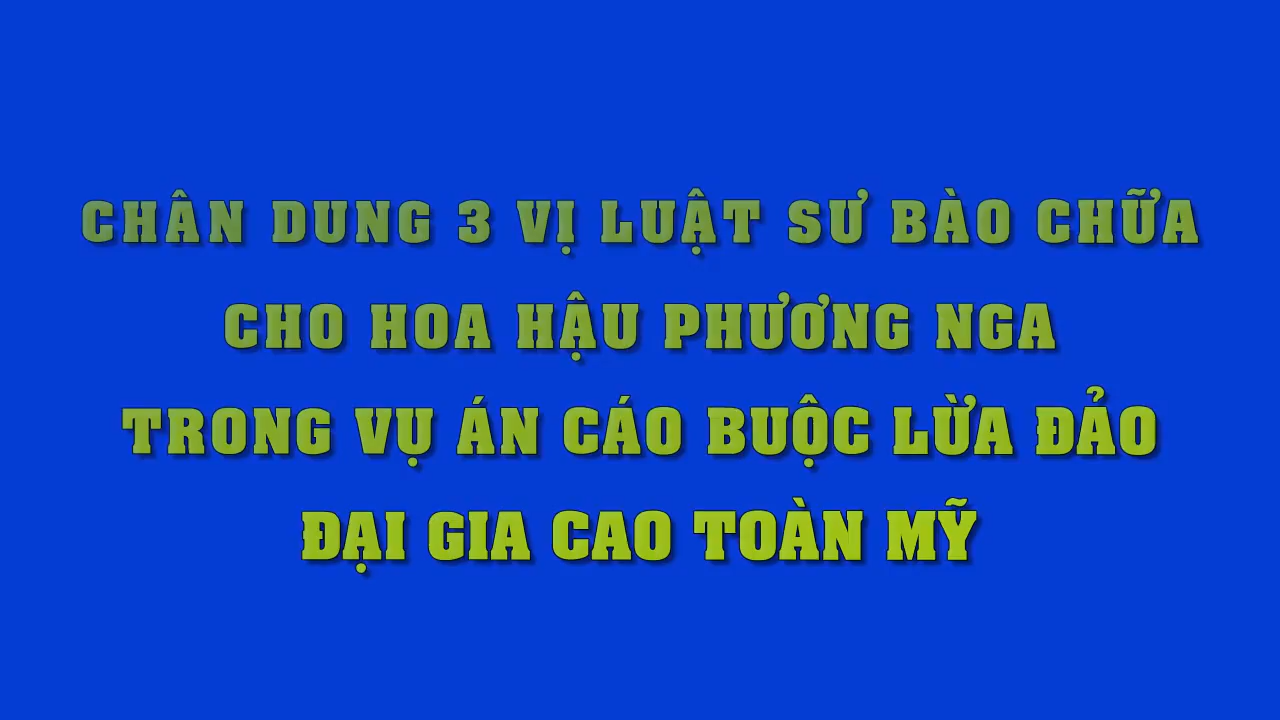 CHÂN DUNG 3 VỊ LUẬT SƯ BÀO CHỮA
CHO HOA HẬU PHƯƠNG NGA
TRONG VỤ ÁN CÁO BUỘC LỪA ĐẢO
ĐẠI GIA CAO TOÀN MỸ